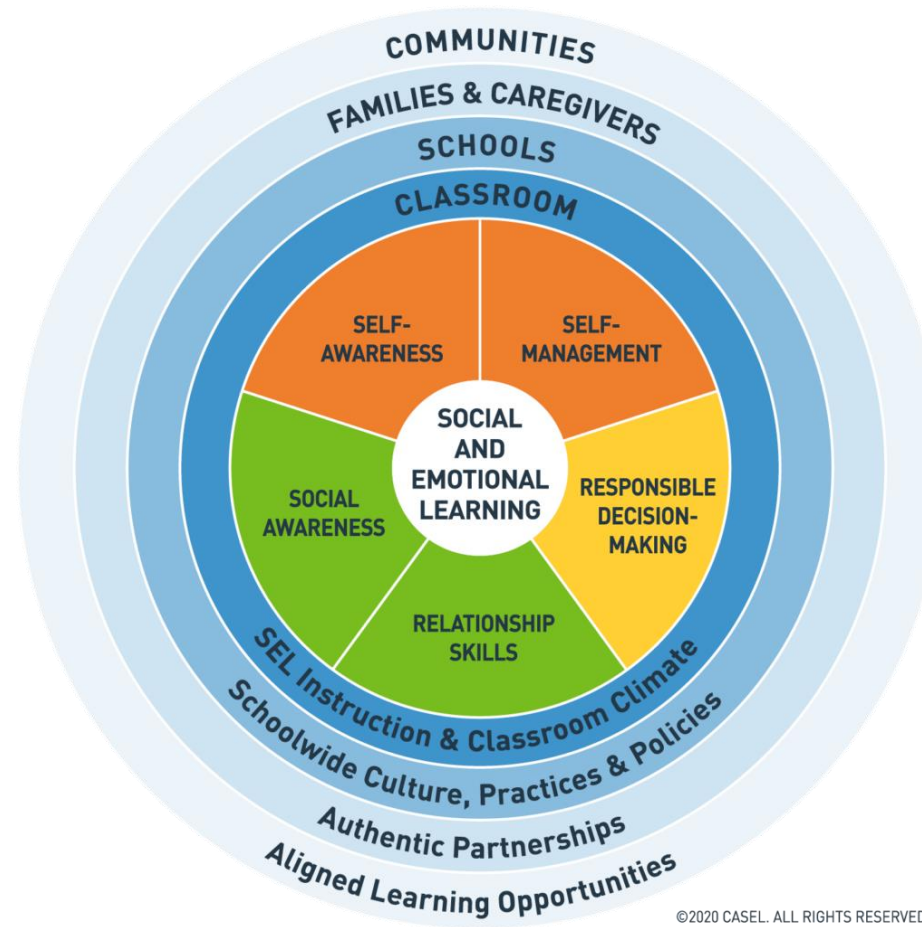 COMMUNITIES
FAMILIES & CAREGIVERS
SCHOOLS
CLASSROOM
SELF-
AWARENESS
SELF-
MANAGEMENT
SOCIAL
AND
EMOTIONAL
LEARNING
SOCIAL
AWARENESS
RESPONSIBLE
DECISION-
MAKING
RELATIONSHIP
SKILLS
SEL Instruction & Classroom Climate
Schoolwide Culture, Practices & Policies
Authentic Partnerships
Aligned Learning Opportunities
©2020 CASEL. ALL RIGHTS RESERVED